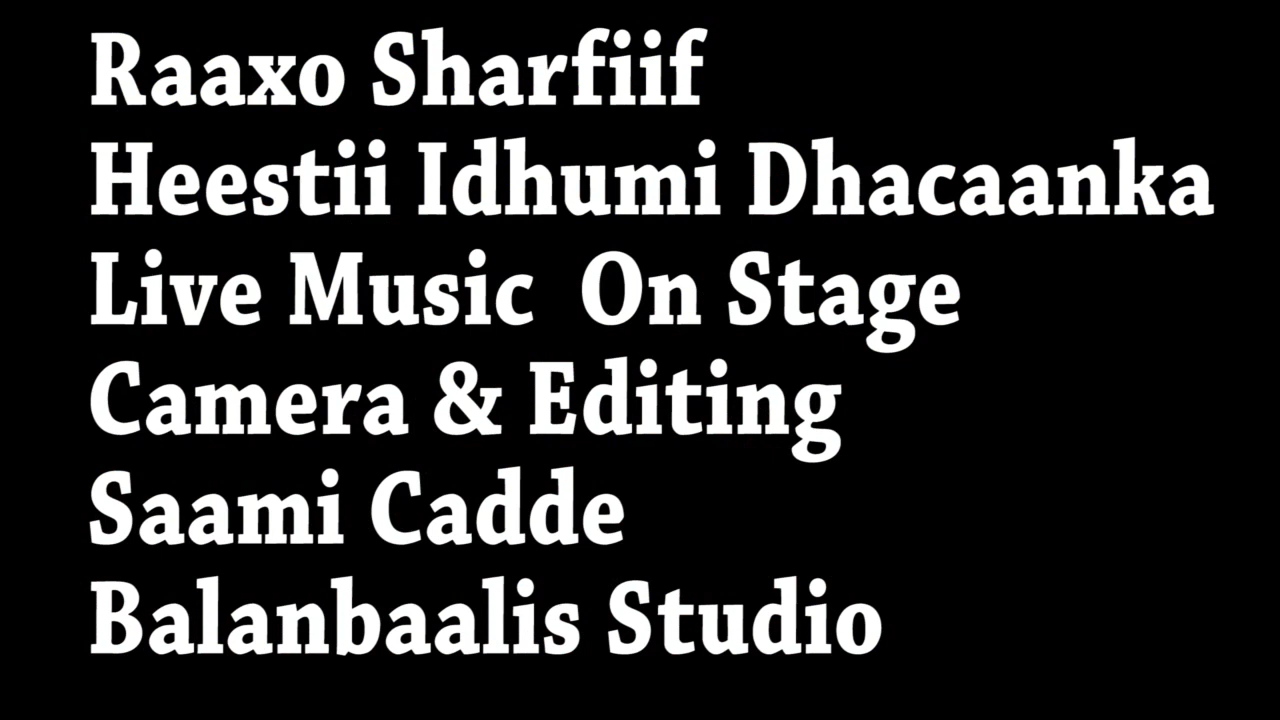 Raaxo Sharfiif
Heestii Idhumi Dhacaanka
Live Music  On Stage
Camera & Editing
Saami Cadde
Balanbaalis Studio